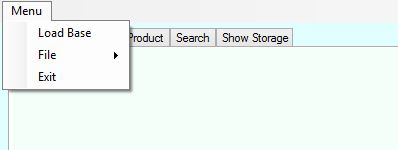 Menu
Load Base
File
Exit
Product Search Show Storage